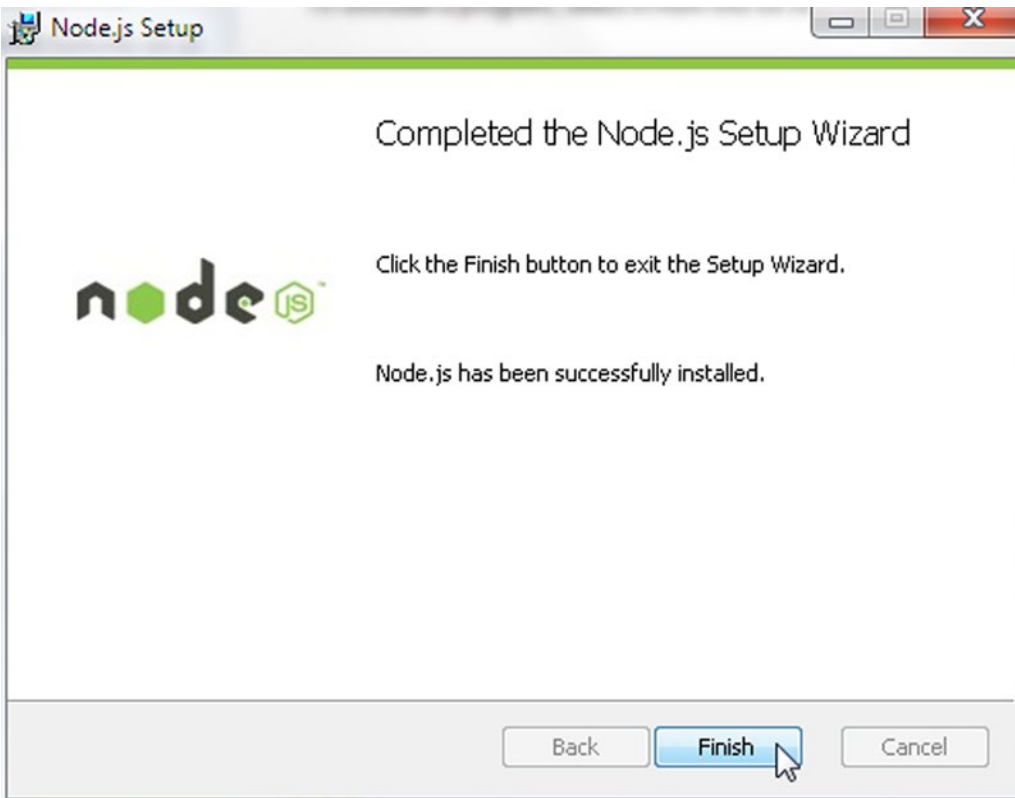 Node.js Setup
Completed the Node.js Setup Wizard
Click the Finish button to exit the Setup Wizard.
node JS ™
Node.js has been successfully installed.
Back
Finish
Cancel